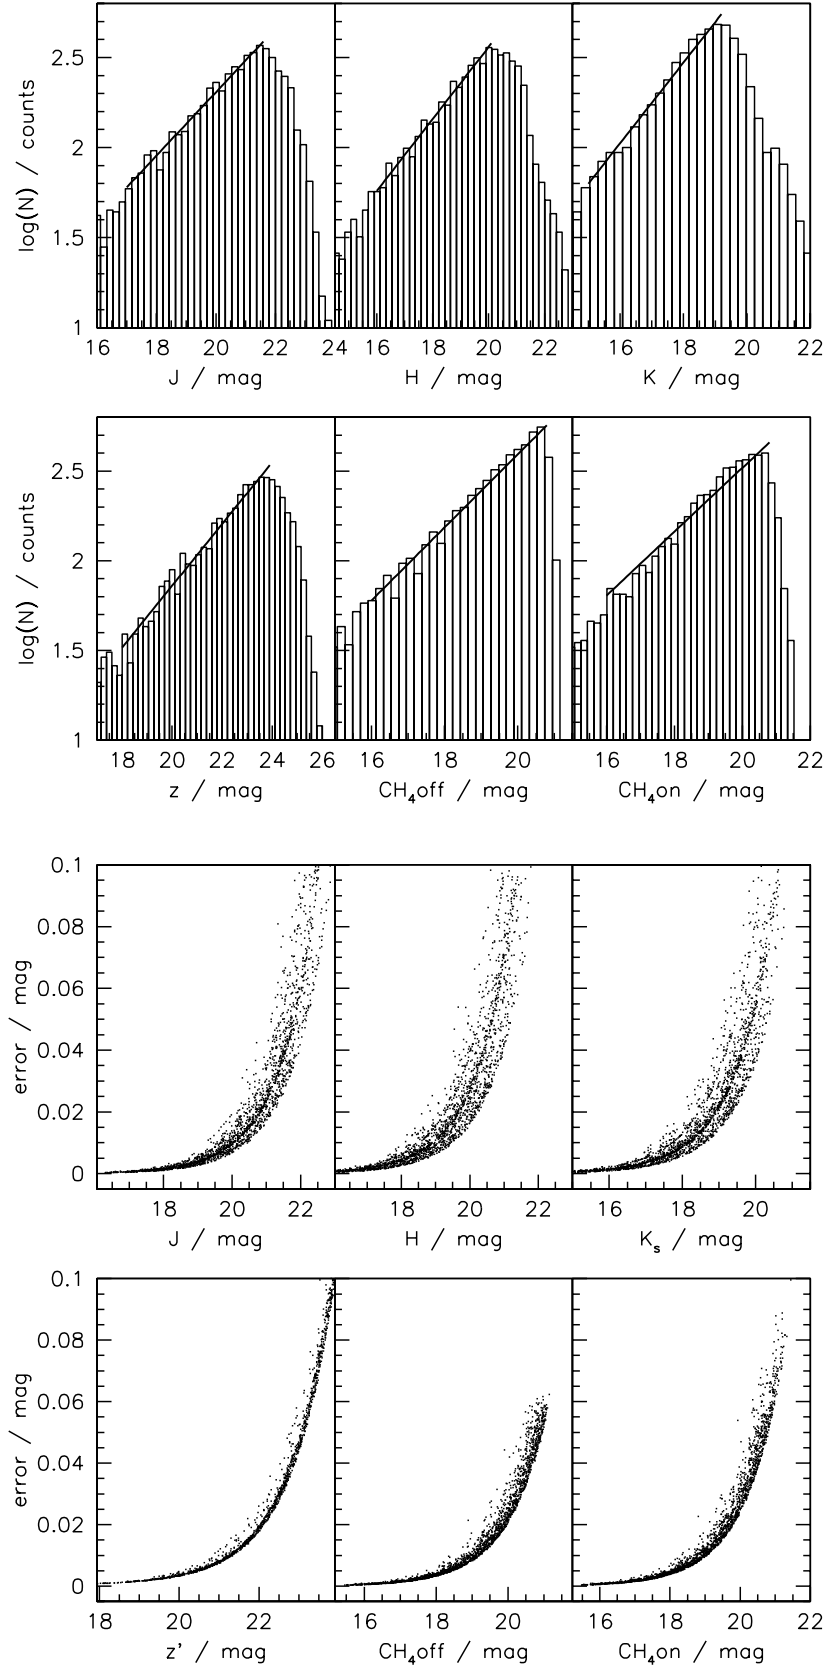 2.5
2
1.5
1
log(N) / counts
16 18 20 22 24 16 18 20 22 16 18 20 22
J / mag H / mag K / mag
2.5
2
1.5
1
log(N) / counts
18 20 22 24 26 16 18 20 16 18 20 22
z / mag CH₄off / mag CH₄on / mag
0.1
0.08
0.06
0.04
0.02
0
error / mag
18 20 22 18 20 22 16 18 20
J / mag H / mag Kₛ / mag
0.1
0.08
0.06
0.04
0.02
0
error / mag
18 20 22 16 18 20 16 18 20 22
z' / mag CH₄off / mag CH₄on / mag